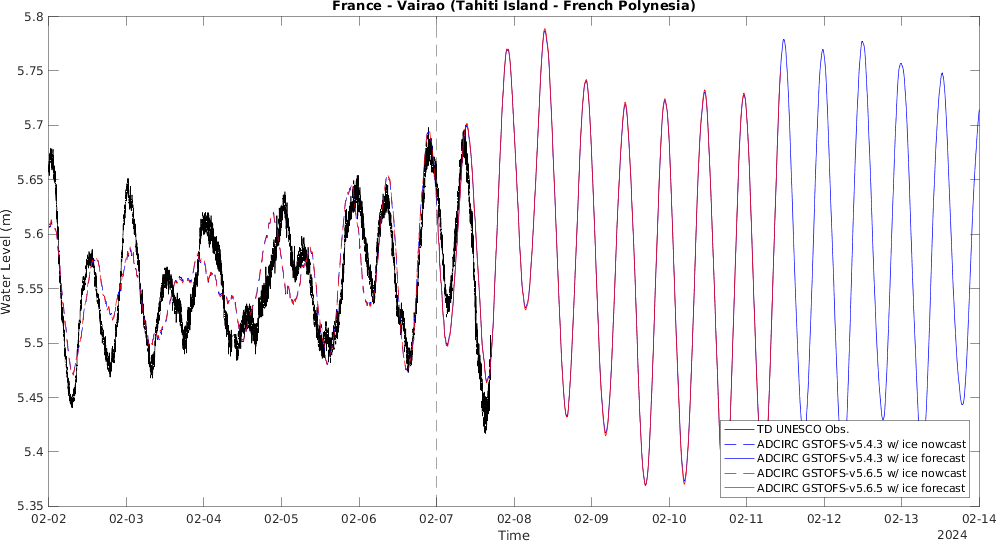 France - Vairao (Tahiti Island - French Polynesia)
5.8
5.75
5.7
5.65
5.6
5.55
5.5
5.45
5.4
5.35
Water Level (m)
TD UNESCO Obs.
ADCIRC GSTOFS-v5.4.3 w/ ice nowcast
ADCIRC GSTOFS-v5.4.3 w/ ice forecast
ADCIRC GSTOFS-v5.6.5 w/ ice nowcast
ADCIRC GSTOFS-v5.6.5 w/ ice forecast
02-02 02-03 02-04 02-05 02-06 02-07 02-08 02-09 02-10 02-11 02-12 02-13 02-14
Time
2024